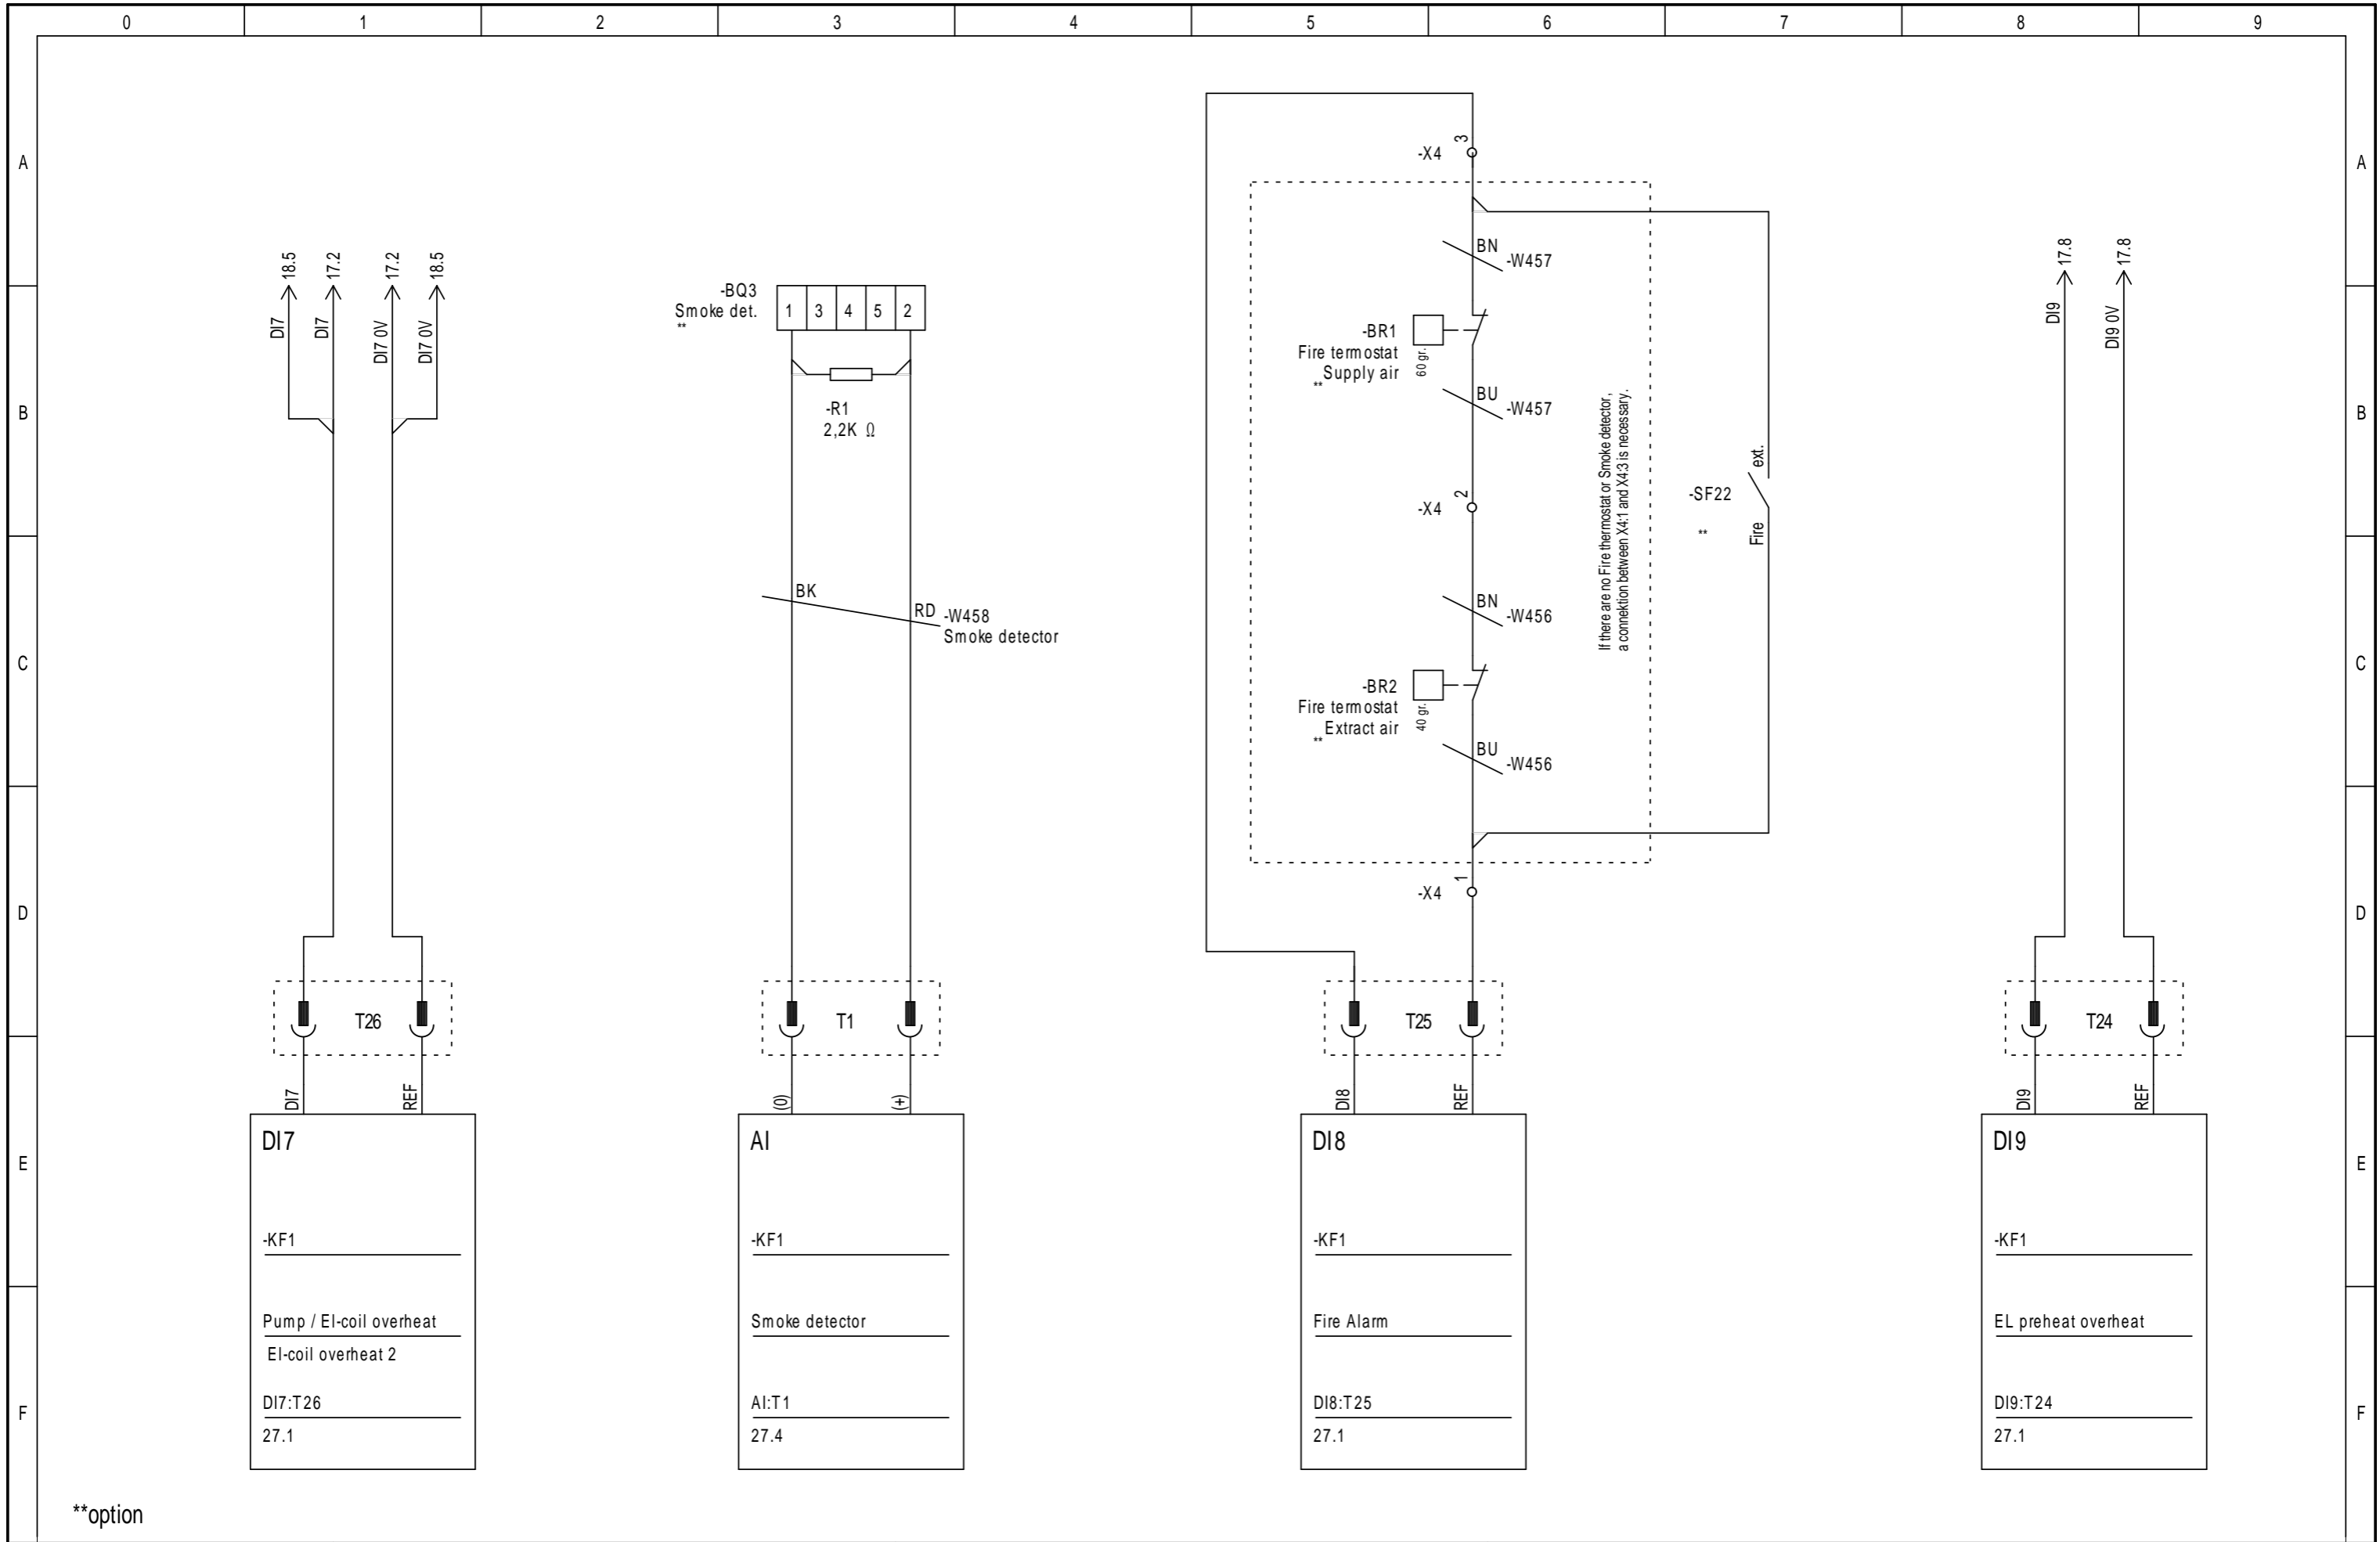 0 1 2 3 4 5 6 7 8 9
A A
B B
C C
D D
E E
F F
18.5
17.2
17.2
18.5
DI7
DI7
DI7 0V
DI7 0V
T26
DI7
REF
DI7
-KF1
Pump / El-coil overheat
El-coil overheat 2
DI7:T26
27.1
-BQ3
Smoke det.
**
1 3 4 5 2
-R1
2,2K Ω
BK
RD
-W458
Smoke detector
T1
(0)
(+)
AI
-KF1
Smoke detector
AI:T1
27.4
-X4
3
BN
-W457
-BR1
Fire termostat
Supply air
**
60 gr.
BU
-W457
-X4
2
BN
-W456
-BR2
Fire termostat
Extract air
**
40 gr.
BU
-W456
-X4
1
If there are no Fire thermostat or Smoke detector,
a connektion between X4:1 and X4:3 is necessary.
-SF22
**
ext.
Fire
T25
DI8
REF
DI8
-KF1
Fire Alarm
DI8:T25
27.1
17.8
17.8
DI9
DI9 0V
T24
DI9
REF
DI9
-KF1
EL preheat overheat
DI9:T24
27.1
**option